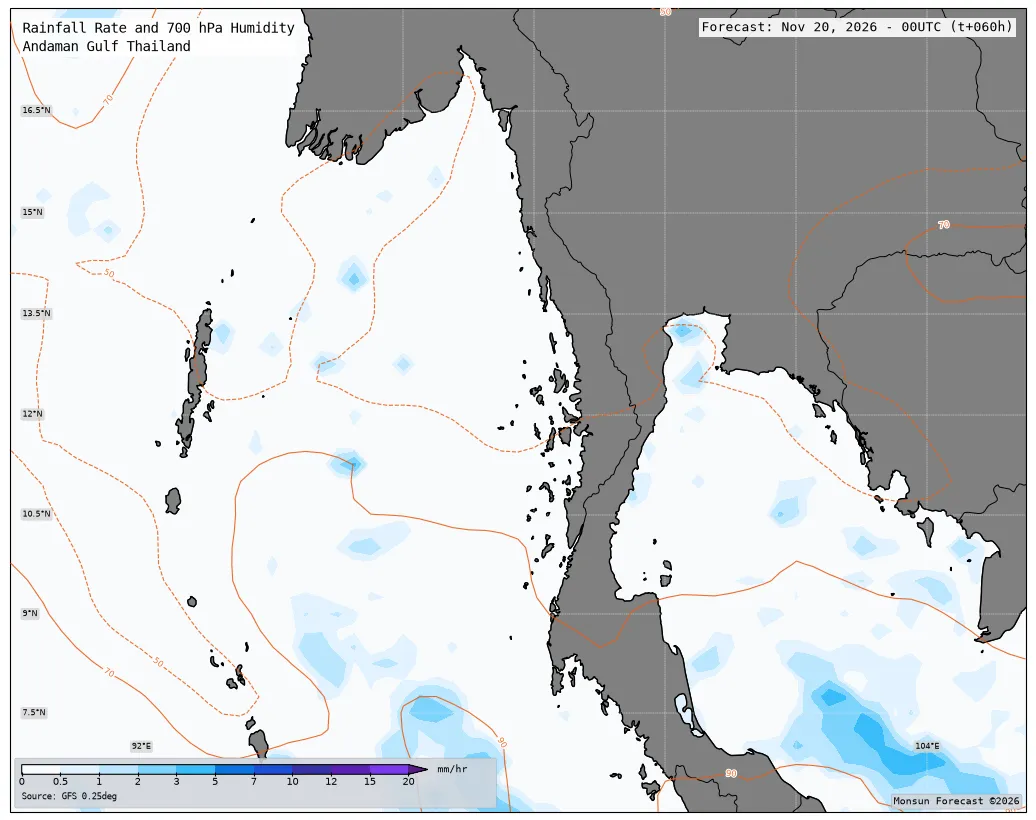 Rainfall Rate and 700 hPa Humidity
Andaman Gulf Thailand
Forecast: Nov 20, 2026 - 00UTC (t+060h)
50
70
16.5°N
15°N
70
50
13.5°N
12°N
10.5°N
9°N
50
70
7.5°N
90
92°E
104°E
90
0 0.5 1 2 3 5 7 10 12 15 20 mm/hr
Source: GFS 0.25deg
Monsun Forecast ©2026